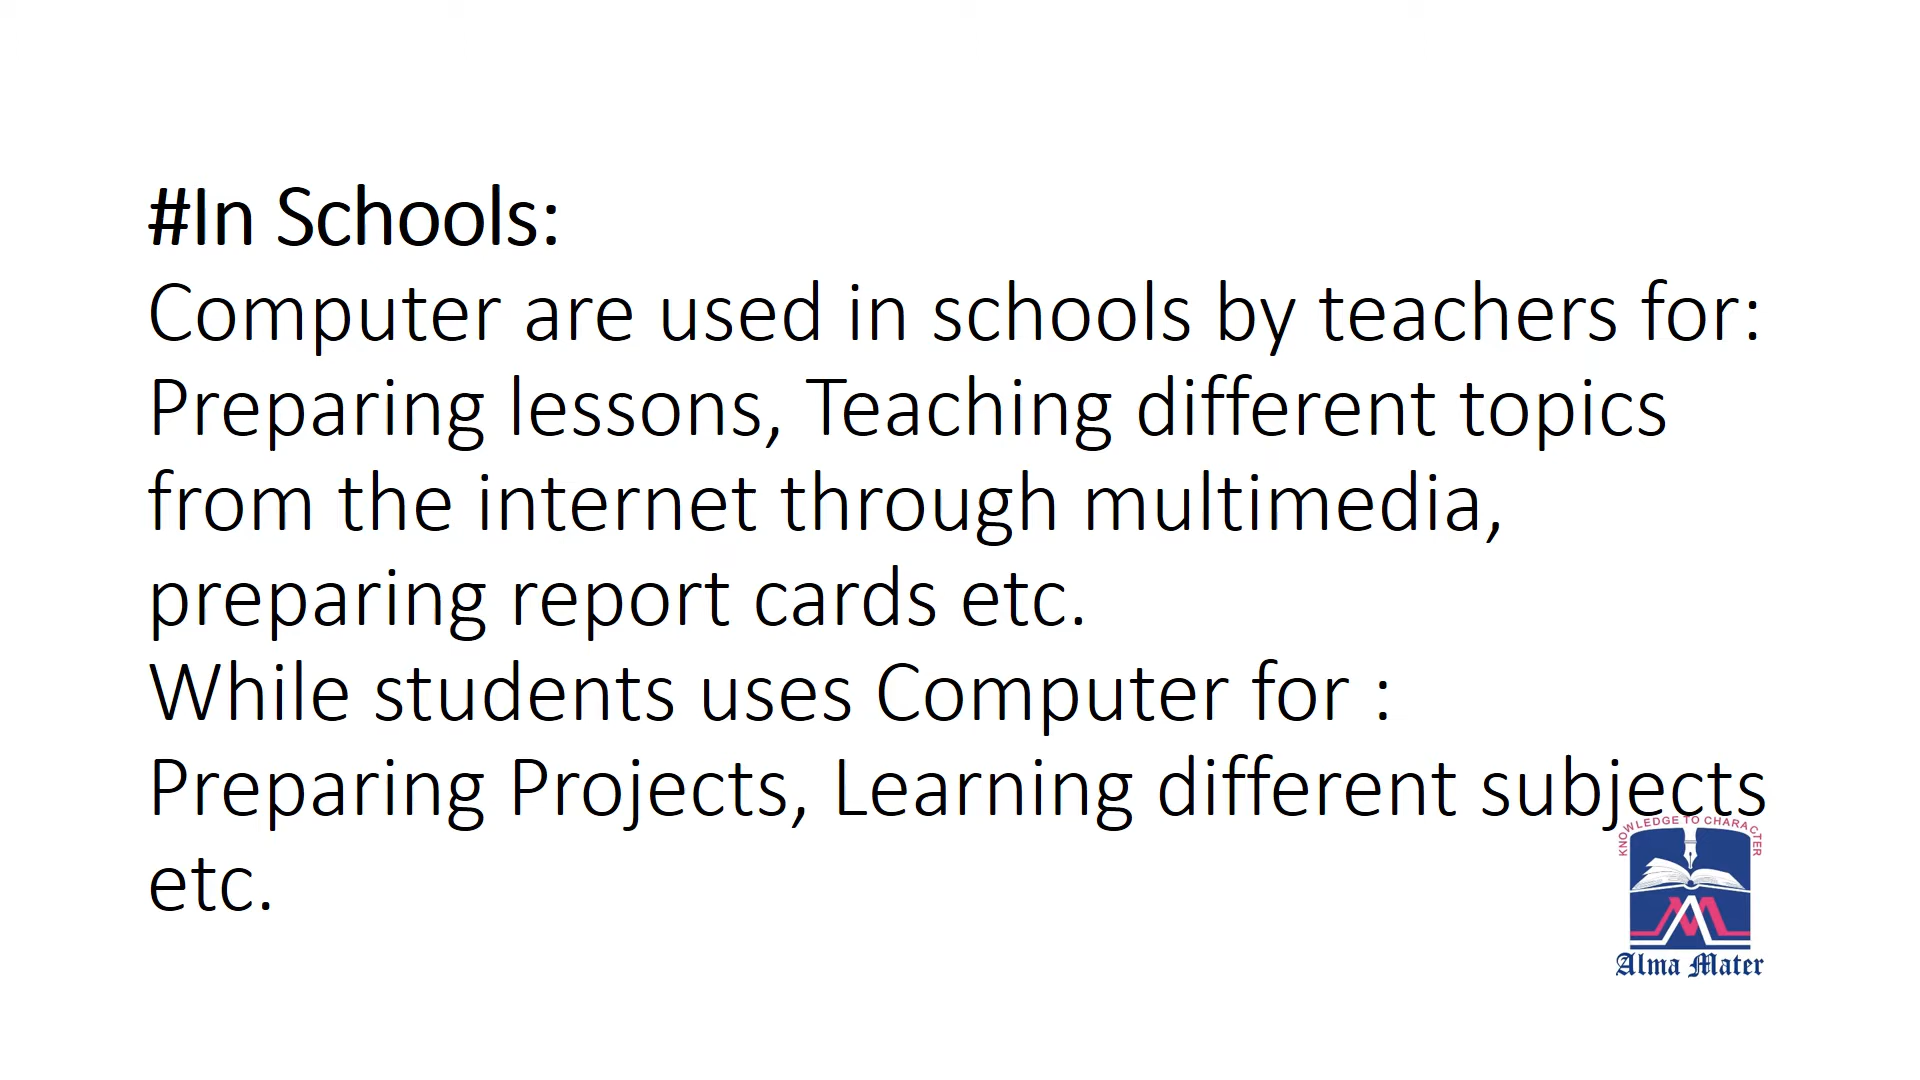 #In Schools:
Computer are used in schools by teachers for:
Preparing lessons, Teaching different topics
from the internet through multimedia,
preparing report cards etc.
While students uses Computer for :
Preparing Projects, Learning different subjects
etc.
KNOWLEDGE TO CHARACTER
Alma Mater